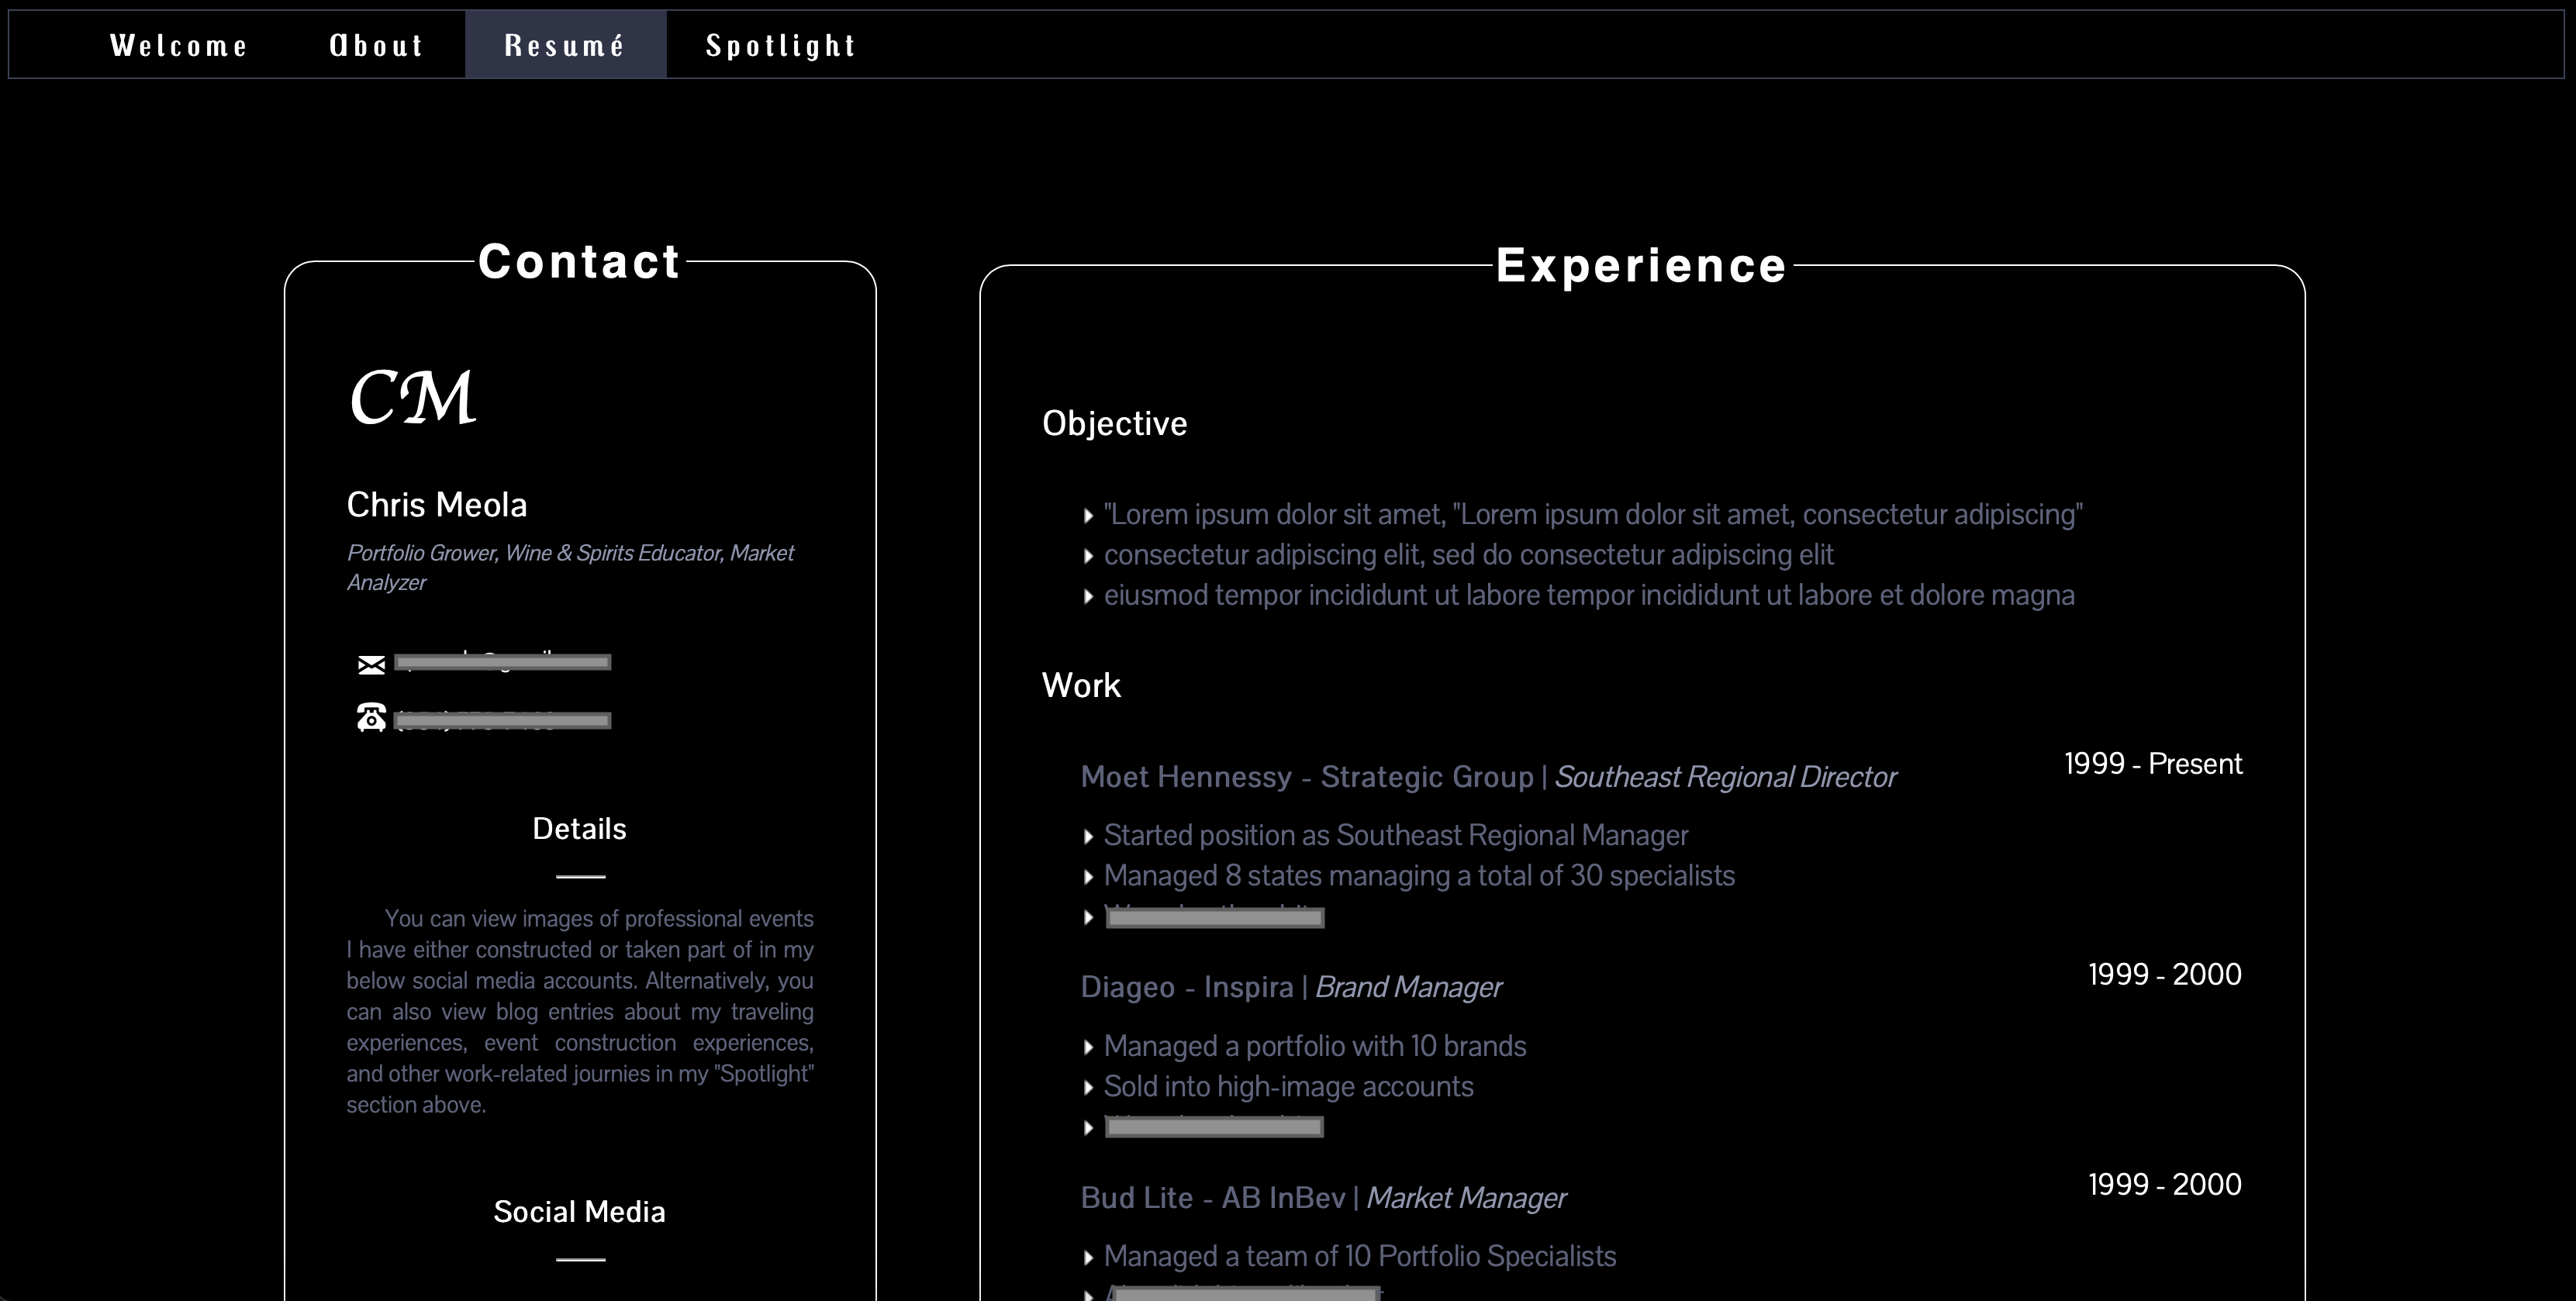 Welcome About Resumé Spotlight
Contact
CM
Chris Meola
Portfolio Grower, Wine & Spirits Educator, Market
Analyzer
Details
You can view images of professional events
I have either constructed or taken part of in my
below social media accounts. Alternatively, you
can also view blog entries about my traveling
experiences, event construction experiences,
and other work-related journies in my "Spotlight"
section above.
Social Media
Experience
Objective
"Lorem ipsum dolor sit amet, "Lorem ipsum dolor sit amet, consectetur adipiscing"
consectetur adipiscing elit, sed do consectetur adipiscing elit
eiusmod tempor incididunt ut labore tempor incididunt ut labore et dolore magna
Work
Moet Hennessy - Strategic Group | Southeast Regional Director 1999 - Present
Started position as Southeast Regional Manager
Managed 8 states managing a total of 30 specialists
Diageo - Inspira | Brand Manager 1999 - 2000
Managed a portfolio with 10 brands
Sold into high-image accounts
Bud Lite - AB InBev | Market Manager 1999 - 2000
Managed a team of 10 Portfolio Specialists